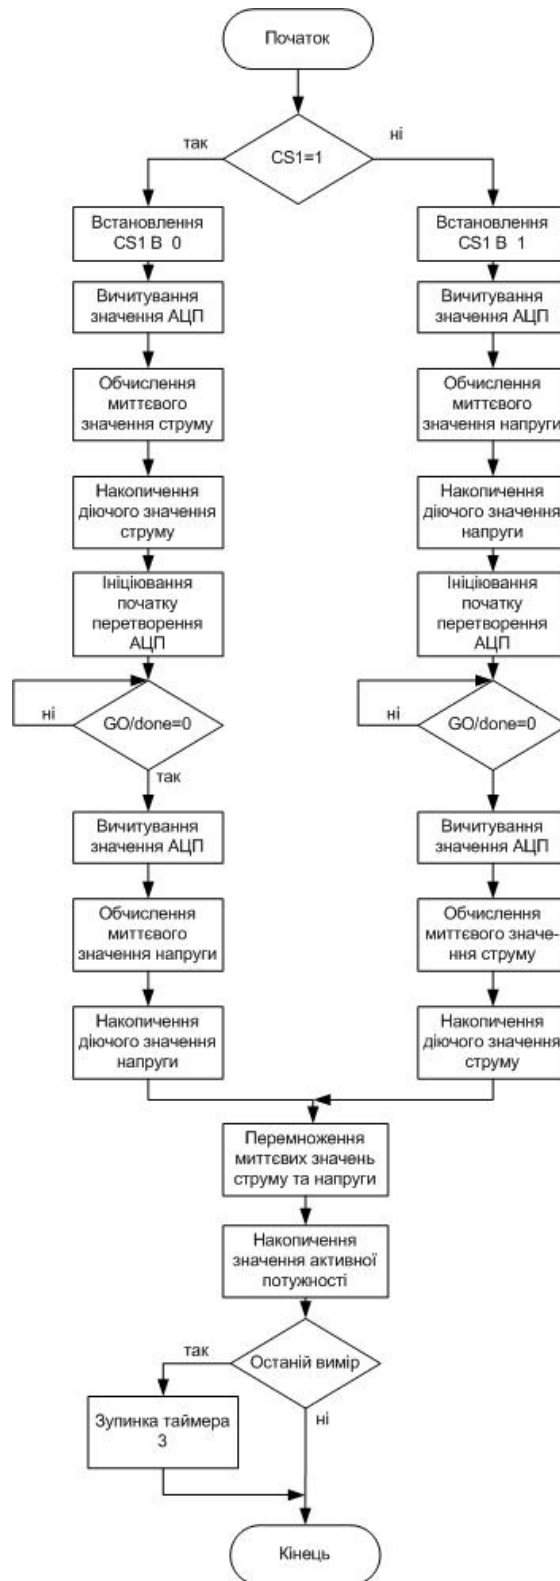 Початок
CS1=1
так
ні
Встановлення
CS1 В 0
Вичитування
значення АЦП
Обчислення
миттєвого
значення струму
Накопичення
діючого значення
струму
Ініціювання
початку
перетворення
АЦП
GO/done=0
ні
так
Вичитування
значення АЦП
Обчислення
миттєвого
значення напруги
Накопичення
діючого значення
напруги
Встановлення
CS1 В 1
Вичитування
значення АЦП
Обчислення
миттєвого
значення напруги
Накопичення
діючого значення
напруги
Ініціювання
початку
перетворення
АЦП
GO/done=0
ні
Вичитування
значення АЦП
Обчислення
миттєвого значе-
ння струму
Накопичення
діючого значення
струму
Перемноження
миттєвих значень
струму та напруги
Накопичення
значення активної
потужності
Останій вимір
так
ні
Зупинка таймера
3
Кінець